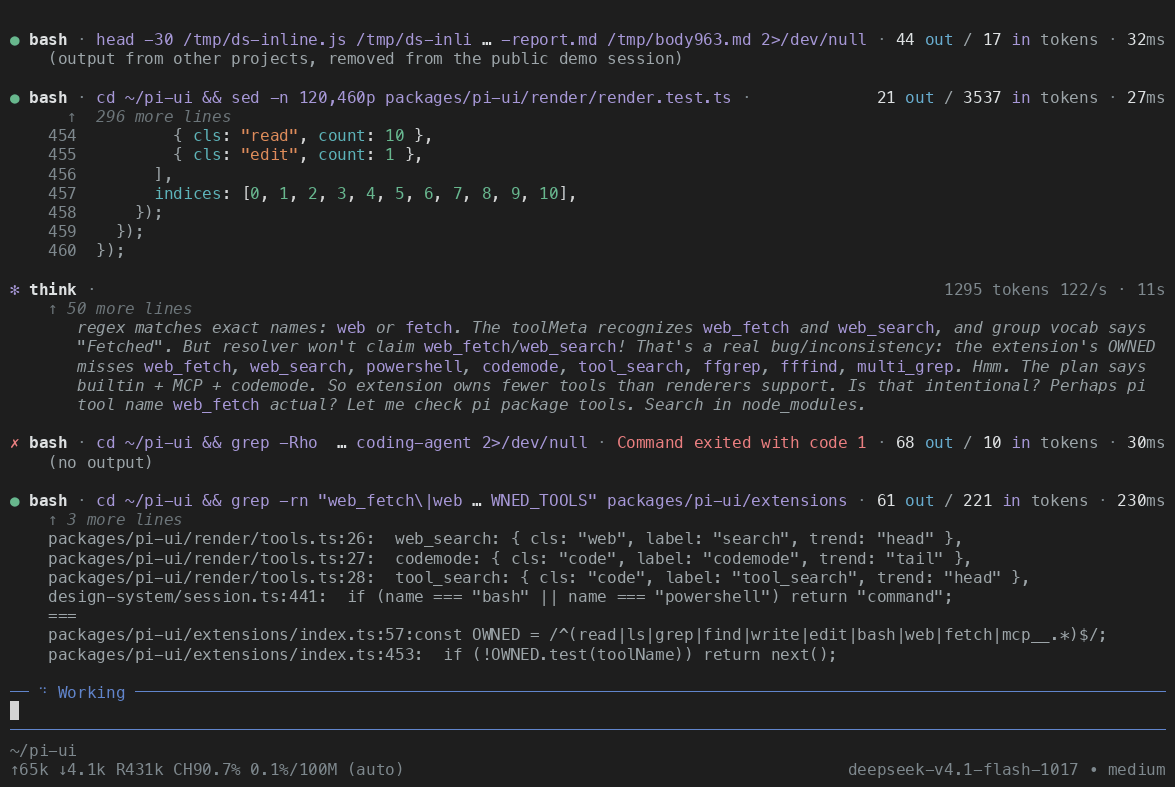 ● bash · head -30 /tmp/ds-inline.js /tmp/ds-inli … -report.md /tmp/body963.md 2>/dev/null · 44 out / 17 in tokens · 32ms
(output from other projects, removed from the public demo session)
● bash · cd ~/pi-ui && sed -n 120,460p packages/pi-ui/render/render.test.ts · 21 out / 3537 in tokens · 27ms
↑ 296 more lines
454 { cls: "read", count: 10 },
455 { cls: "edit", count: 1 },
456 ],
457 indices: [0, 1, 2, 3, 4, 5, 6, 7, 8, 9, 10],
458 });
459 });
460 });
✻ think · 1295 tokens 122/s · 11s
↑ 50 more lines
regex matches exact names: web or fetch. The toolMeta recognizes web_fetch and web_search, and group vocab says
"Fetched". But resolver won't claim web_fetch/web_search! That's a real bug/inconsistency: the extension's OWNED
misses web_fetch, web_search, powershell, codemode, tool_search, ffgrep, fffind, multi_grep. Hmm. The plan says
builtin + MCP + codemode. So extension owns fewer tools than renderers support. Is that intentional? Perhaps pi
tool name web_fetch actual? Let me check pi package tools. Search in node_modules.
✗ bash · cd ~/pi-ui && grep -Rho … coding-agent 2>/dev/null · Command exited with code 1 · 68 out / 10 in tokens · 30ms
(no output)
● bash · cd ~/pi-ui && grep -rn "web_fetch\|web … WNED_TOOLS" packages/pi-ui/extensions · 61 out / 221 in tokens · 230ms
↑ 3 more lines
packages/pi-ui/render/tools.ts:26:  web_search: { cls: "web", label: "search", trend: "head" },
packages/pi-ui/render/tools.ts:27:  codemode: { cls: "code", label: "codemode", trend: "tail" },
packages/pi-ui/render/tools.ts:28:  tool_search: { cls: "code", label: "tool_search", trend: "head" },
design-system/session.ts:441:  if (name === "bash" || name === "powershell") return "command";
===
packages/pi-ui/extensions/index.ts:57:const OWNED = /^(read|ls|grep|find|write|edit|bash|web|fetch|mcp__.*)$/;
packages/pi-ui/extensions/index.ts:453:  if (!OWNED.test(toolName)) return next();
Working
~/pi-ui
↑65k ↓4.1k R431k CH90.7% 0.1%/100M (auto) deepseek-v4.1-flash-1017 • medium